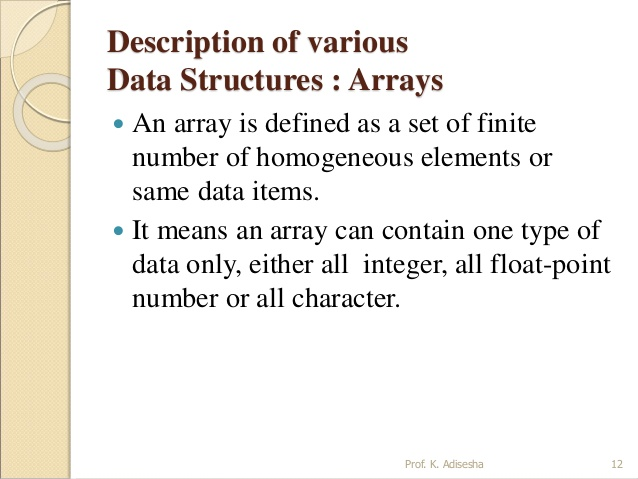 Description of various
Data Structures : Arrays
• An array is defined as a set of finite
number of homogeneous elements or
same data items.
• It means an array can contain one type of
data only, either all integer, all float-point
number or all character.
Prof. K. Adisesha 12